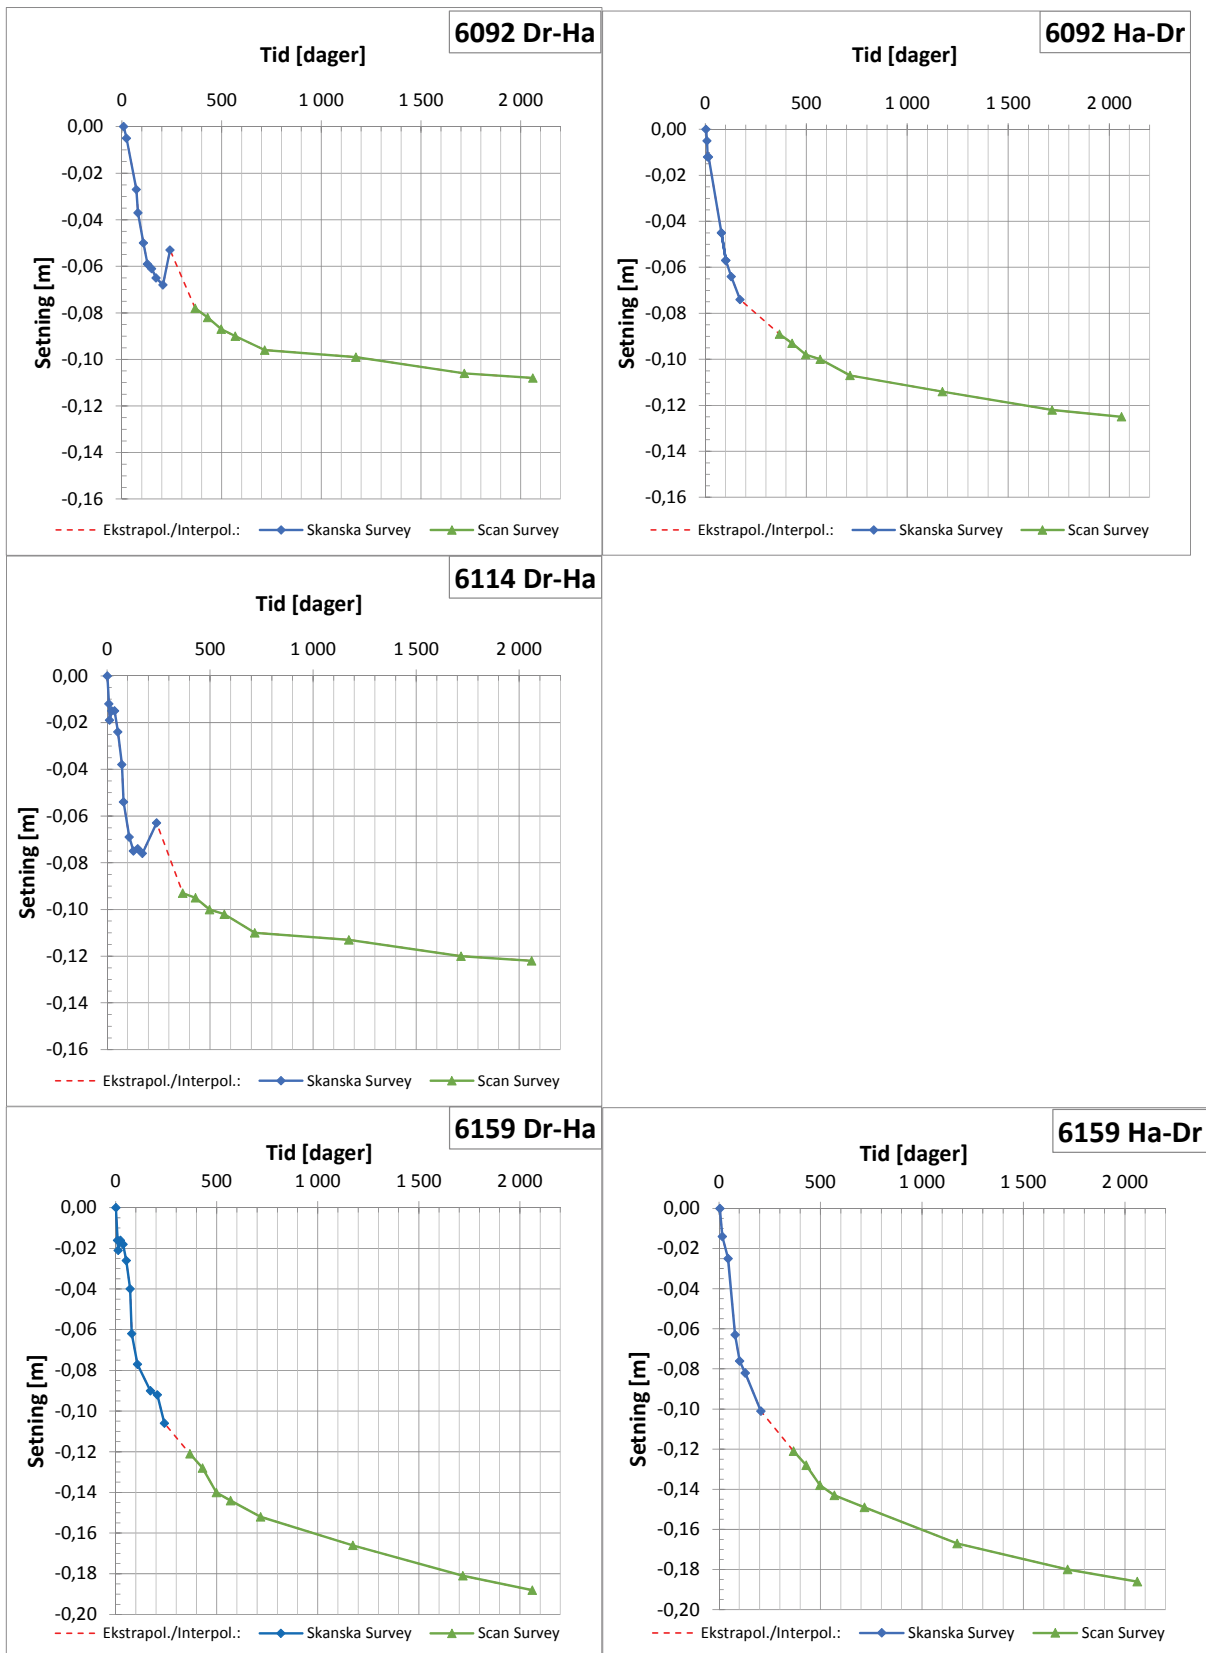 6092 Dr-Ha
Tid [dager]
0 500 1 000 1 500 2 000
0,00
-0,02
-0,04
-0,06
-0,08
-0,10
-0,12
-0,14
-0,16
Setning [m]
Ekstrapol./Interpol.: Skanska Survey Scan Survey
6092 Ha-Dr
Tid [dager]
0 500 1 000 1 500 2 000
0,00
-0,02
-0,04
-0,06
-0,08
-0,10
-0,12
-0,14
-0,16
Setning [m]
Ekstrapol./Interpol.: Skanska Survey Scan Survey
6114 Dr-Ha
Tid [dager]
0 500 1 000 1 500 2 000
0,00
-0,02
-0,04
-0,06
-0,08
-0,10
-0,12
-0,14
-0,16
Setning [m]
Ekstrapol./Interpol.: Skanska Survey Scan Survey
6159 Dr-Ha
Tid [dager]
0 500 1 000 1 500 2 000
0,00
-0,02
-0,04
-0,06
-0,08
-0,10
-0,12
-0,14
-0,16
-0,18
-0,20
Setning [m]
Ekstrapol./Interpol.: Skanska Survey Scan Survey
6159 Ha-Dr
Tid [dager]
0 500 1 000 1 500 2 000
0,00
-0,02
-0,04
-0,06
-0,08
-0,10
-0,12
-0,14
-0,16
-0,18
-0,20
Setning [m]
Ekstrapol./Interpol.: Skanska Survey Scan Survey